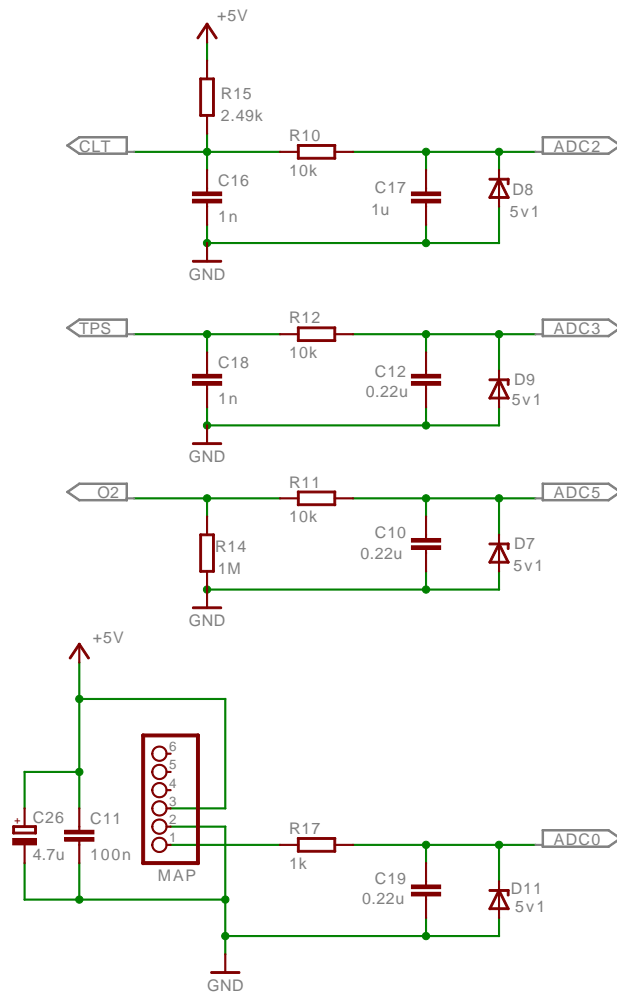 +5V
R15
2.49k
CLT
R10
10k
ADC2
C16
1n
C17
1u
D8
5v1
GND
TPS
R12
10k
ADC3
C18
1n
C12
0.22u
D9
5v1
GND
O2
R11
10k
ADC5
R14
1M
C10
0.22u
D7
5v1
GND
+5V
6
5
4
3
2
1
MAP
+
C26
4.7u
C11
100n
R17
1k
ADC0
C19
0.22u
D11
5v1
GND